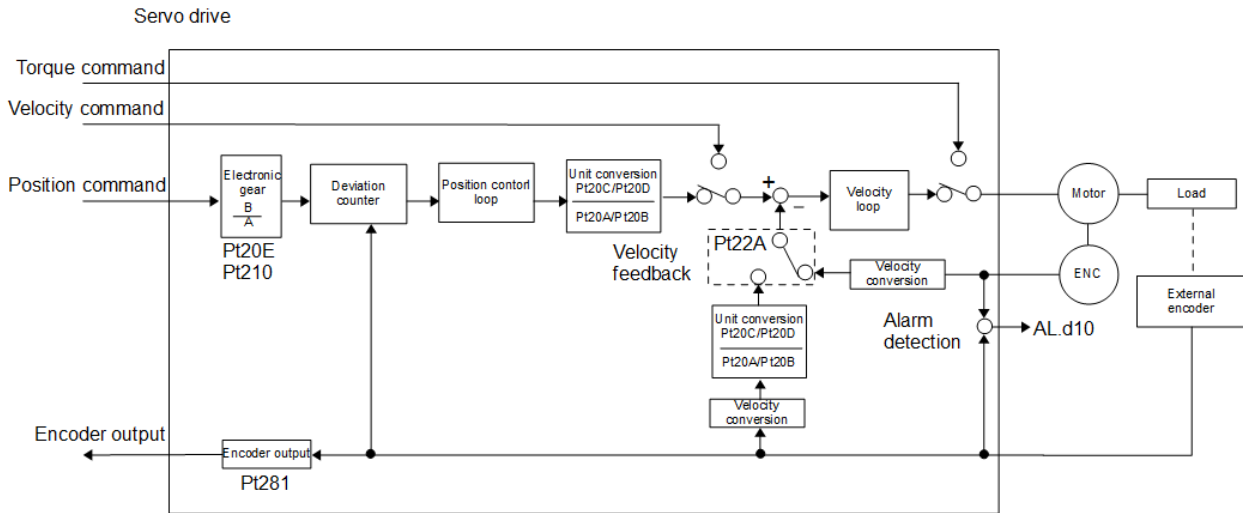 Servo drive
Torque command
Velocity command
Position command
Electronic
gear
B
A
Pt20E
Pt210
Deviation
counter
Position contorl
loop
Unit conversion
Pt20C/Pt20D
Pt20A/Pt20B
+
−
Velocity
loop
Motor
Load
Velocity
feedback
Pt22A
Velocity
conversion
ENC
External
encoder
Unit conversion
Pt20C/Pt20D
Pt20A/Pt20B
Alarm
detection
AL.d10
Velocity
conversion
Encoder output
Encoder output
Pt281